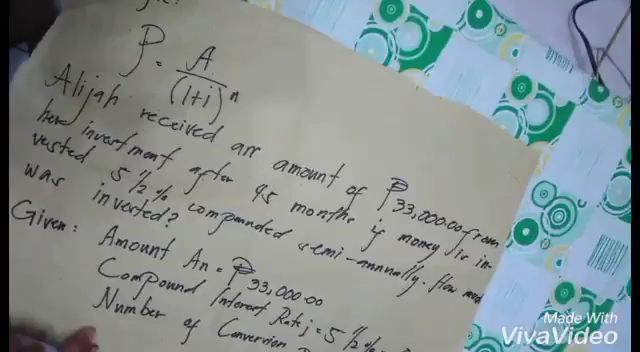 P = A / (1+i)^n
Alijah received an amount of ₱33,000.00 from
her investment after 45 months if money is in-
vested 5 1/2 % compounded semi-annually. How
was inverted?
Given: Amount An = ₱33,000.00
Compound Interest Rate j = 5 1/2 %
Number of Conversion
Made With
VivaVideo